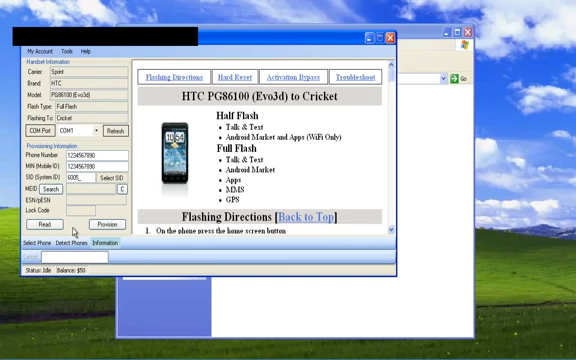 My Account Tools Help
Handset Information
Carrier: Sprint
Brand: HTC
Model: PG86100 (Evo3d)
Flash Type: Full Flash
Flashing To: Cricket
COM Port COM1 Refresh
Provisioning Information
Phone Number 1234567890
MIN (Mobile ID) 1234567890
SID (System ID) 6005_ Select SID
MEID Search C
ESN/pESN
Lock Code
Read Provision
Select Phone Detect Phones Information
Cancel
Status: Idle Balance: $50
Flashing Directions Hard Reset Activation Bypass Troubleshoot
HTC PG86100 (Evo3d) to Cricket
Half Flash
• Talk & Text
• Android Market and Apps (WiFi Only)
Full Flash
• Talk & Text
• Android Market
• Apps
• MMS
• GPS
Flashing Directions [Back to Top]
1. On the phone press the home screen button
Go